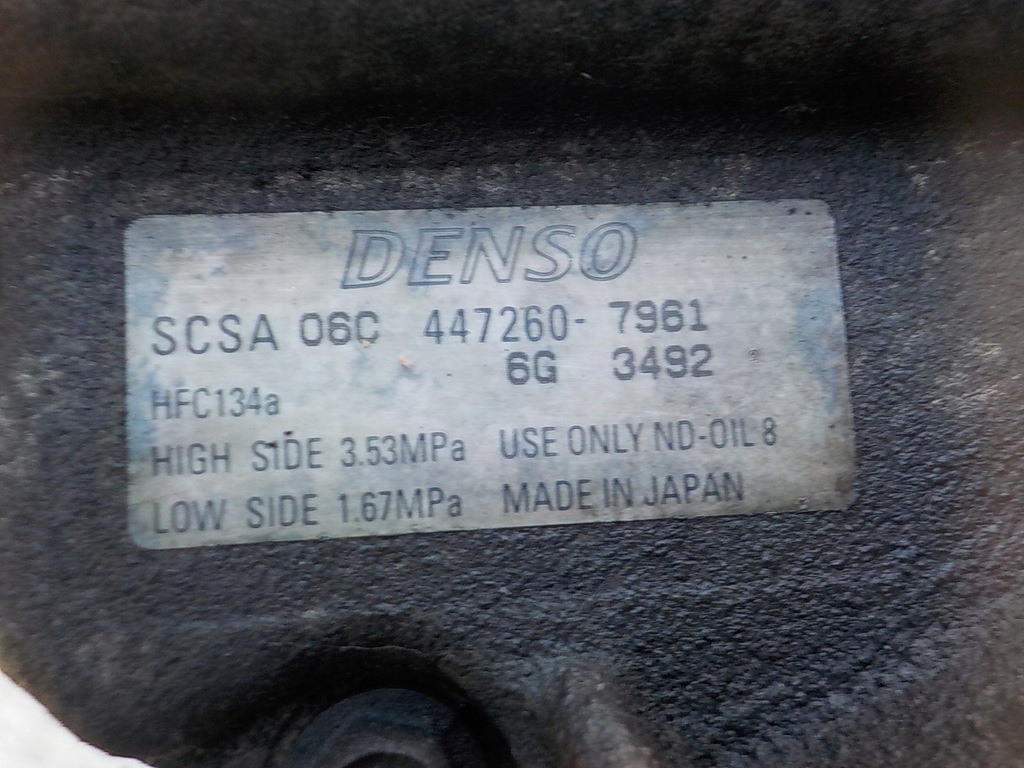 DENSO
SCSA 06C 447260- 7961
6G 3492
HFC134a
HIGH SIDE 3.53MPa USE ONLY ND-OIL 8
LOW SIDE 1.67MPa MADE IN JAPAN